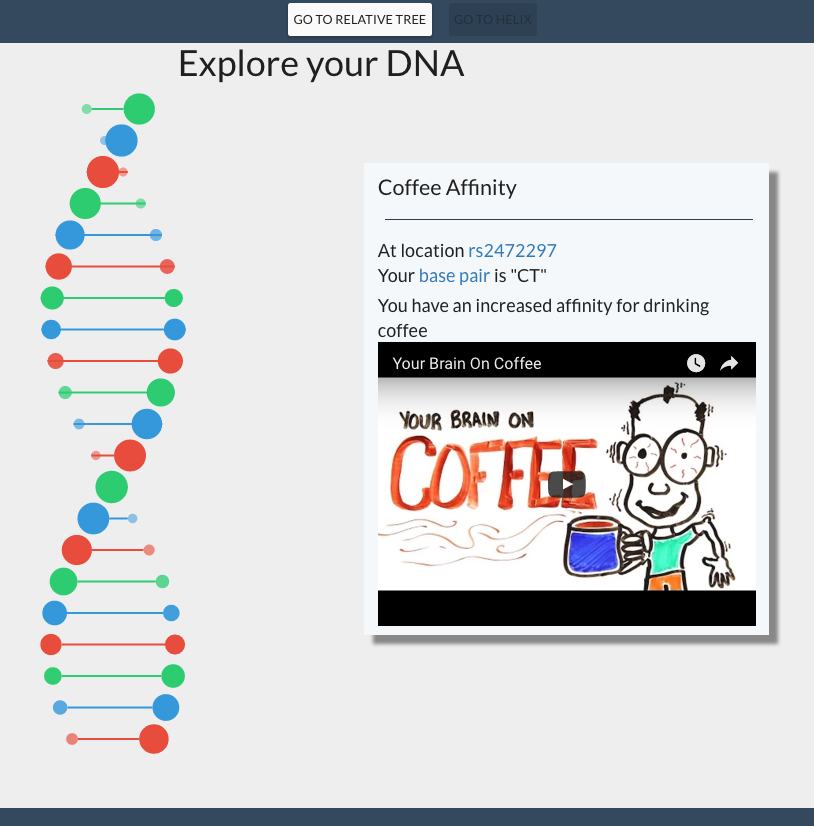 GO TO RELATIVE TREE GO TO HELIX
Explore your DNA
Coffee Affinity
At location rs2472297
Your base pair is "CT"
You have an increased affinity for drinking
coffee
Your Brain On Coffee
YOUR BRAIN ON
COFFEE